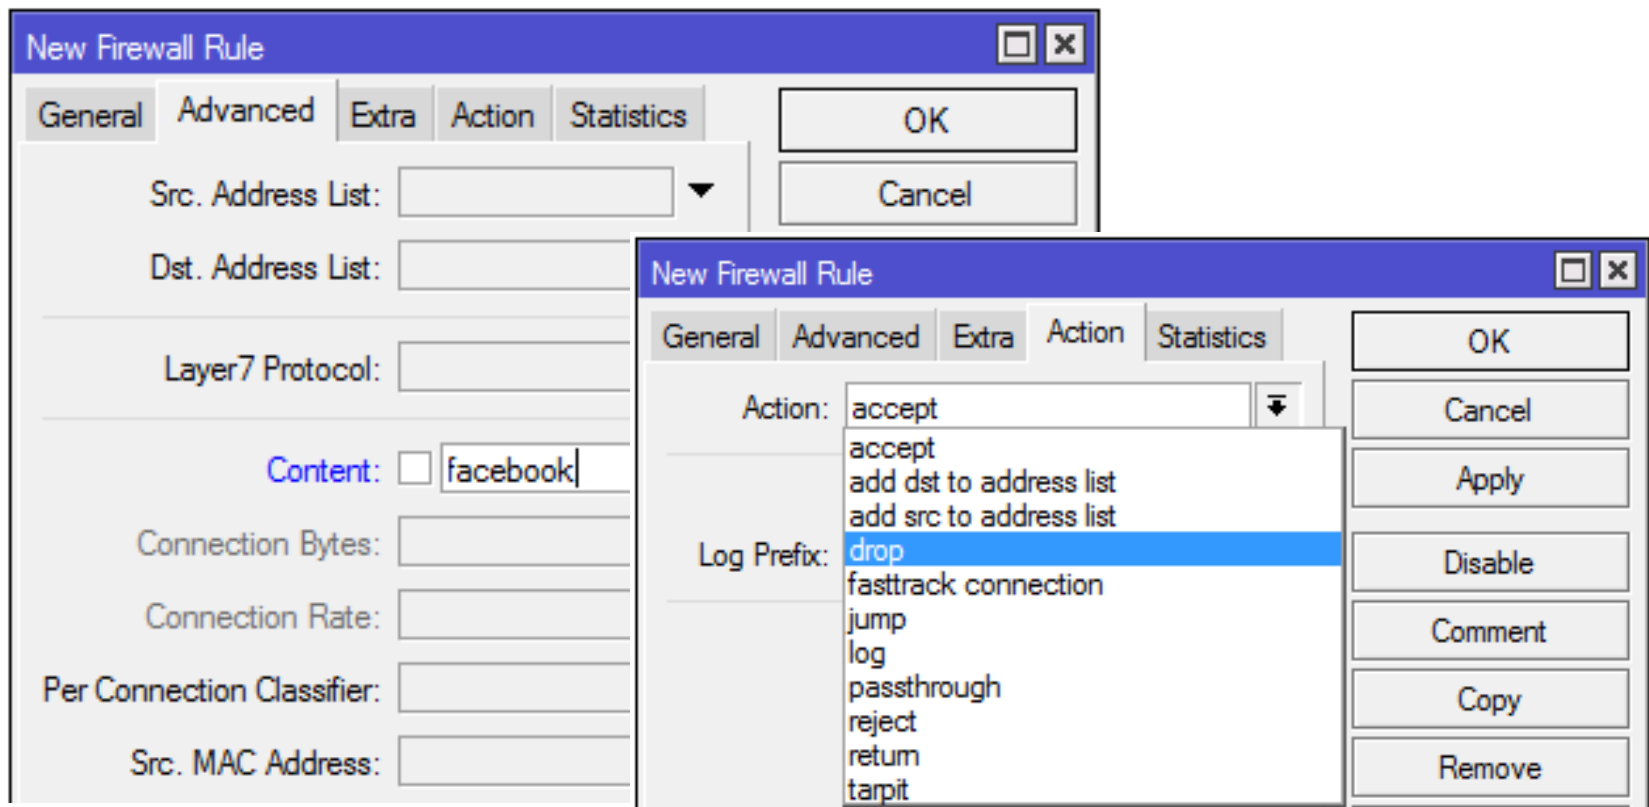 New Firewall Rule
General Advanced Extra Action Statistics
OK
Cancel
Src. Address List:
Dst. Address List:
Layer7 Protocol:
Content: facebook
Connection Bytes:
Connection Rate:
Per Connection Classifier:
Src. MAC Address:
New Firewall Rule
General Advanced Extra Action Statistics
OK
Cancel
Apply
Disable
Comment
Copy
Remove
Action: accept
accept
add dst to address list
add src to address list
drop
fasttrack connection
jump
log
passthrough
reject
return
tarpit
Log Prefix: